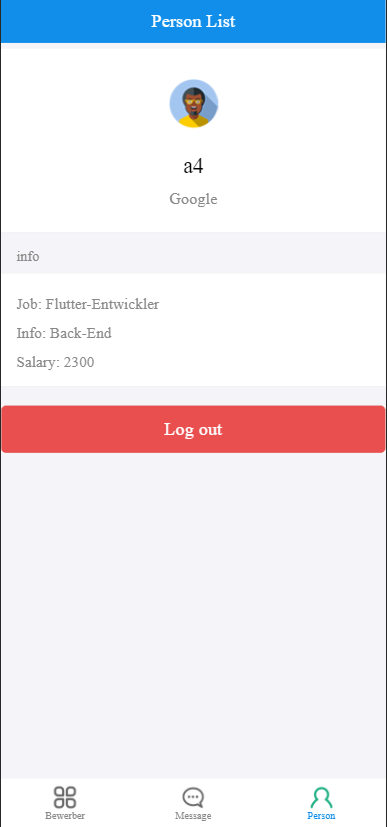 Person List
a4
Google
info
Job: Flutter-Entwickler
Info: Back-End
Salary: 2300
Log out
Bewerber
Message
Person